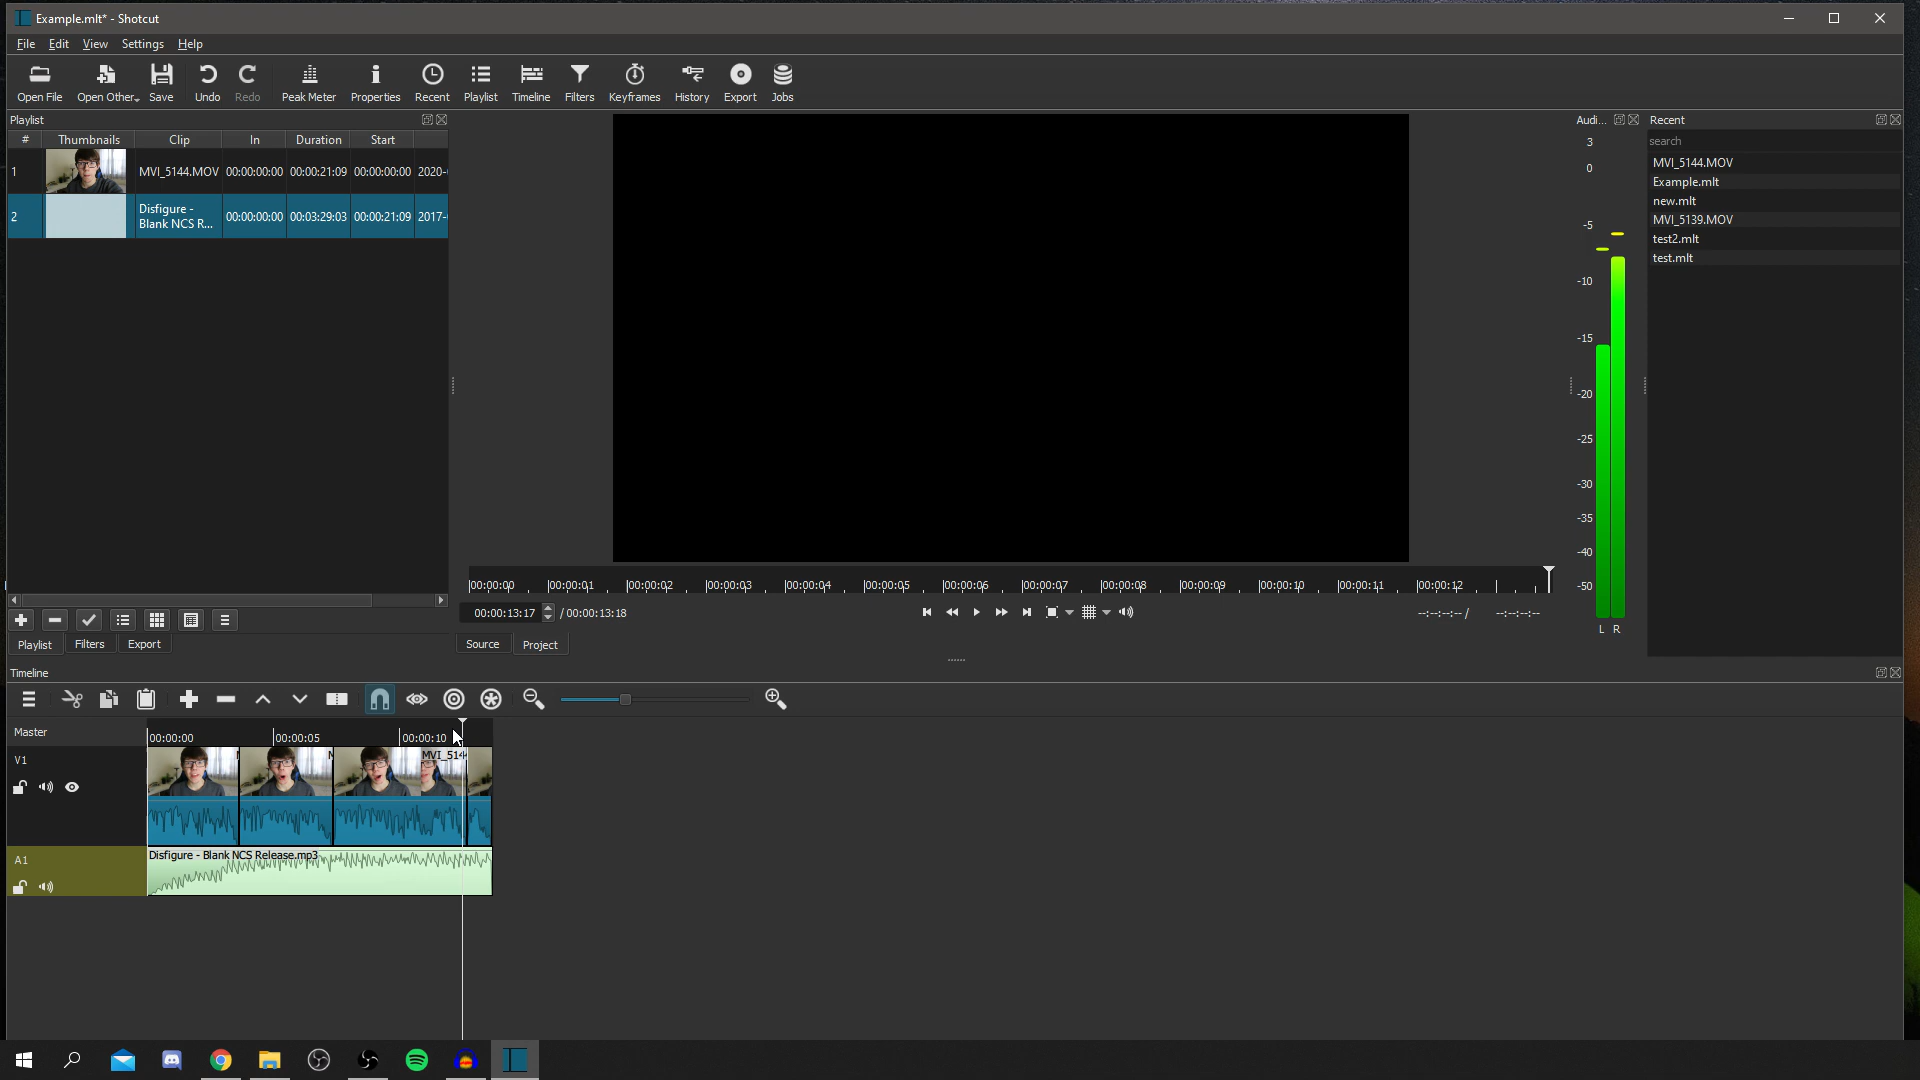 Example.mlt* - Shotcut
File Edit View Settings Help
Open File Open Other... Save Undo Redo Peak Meter Properties Recent Playlist Timeline Filters Keyframes History Export Jobs
Playlist
# Thumbnails Clip In Duration Start
1 MVI_5144.MOV 00:00:00:00 00:00:21:09 00:00:00:00 2020-
2 Disfigure -
Blank NCS R... 00:00:00:00 00:03:29:03 00:00:21:09 2017-
Audi...
3
0
-5
-10
-15
-20
-25
-30
-35
-40
-50
L R
Recent
search
MVI_5144.MOV
Example.mlt
new.mlt
MVI_5139.MOV
test2.mlt
test.mlt
00:00:00 00:00:01 00:00:02 00:00:03 00:00:04 00:00:05 00:00:06 00:00:07 00:00:08 00:00:09 00:00:10 00:00:11 00:00:12
00:00:13:17 / 00:00:13:18 --:--:--:-- / --:--:--:--
Playlist Filters Export
Source Project
Timeline
Master
00:00:00 00:00:05 00:00:10
V1
MVI_514
A1
Disfigure - Blank NCS Release.mp3